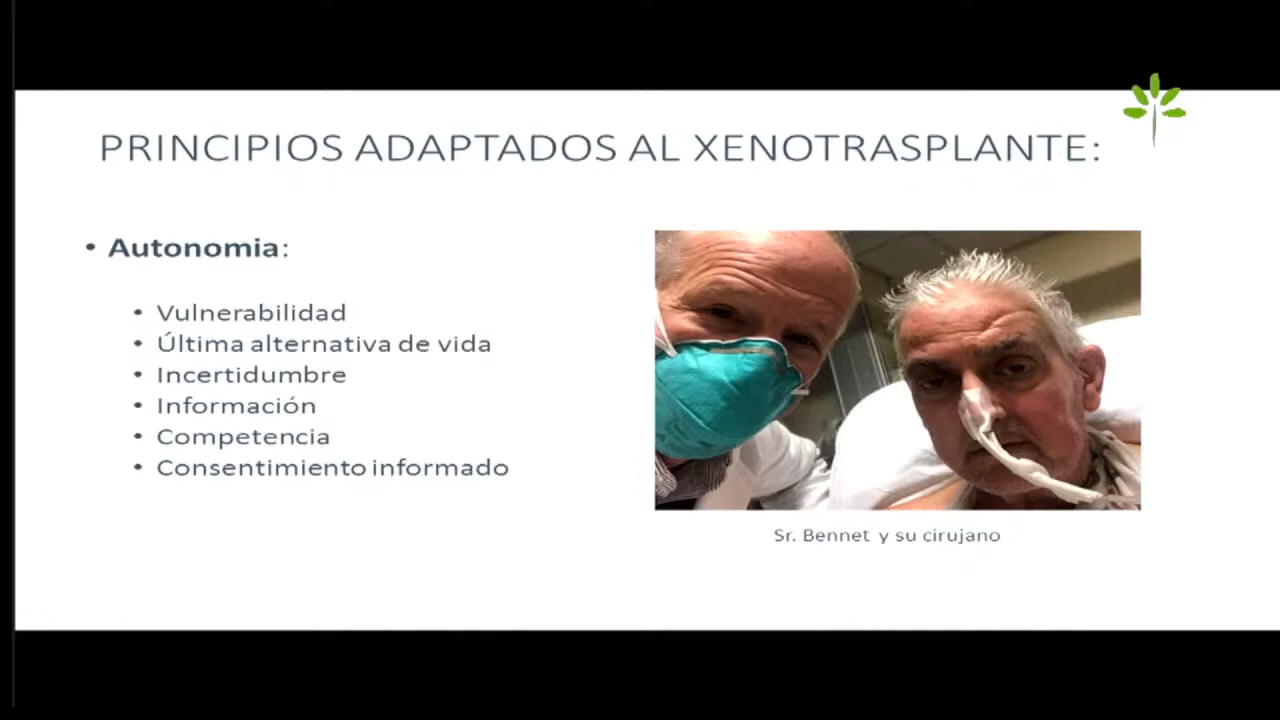 PRINCIPIOS ADAPTADOS AL XENOTRASPLANTE:
• Autonomia:
• Vulnerabilidad
• Última alternativa de vida
• Incertidumbre
• Información
• Competencia
• Consentimiento informado
Sr. Bennet y su cirujano